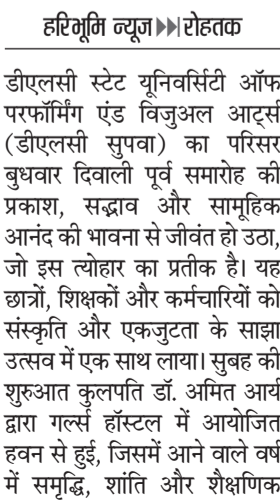 हरिभूमि न्यूज▶▶रोहतक
डीएलसी स्टेट यूनिवर्सिटी ऑफ
परफॉर्मिंग एंड विजुअल आर्ट्स
(डीएलसी सुपवा) का परिसर
बुधवार दिवाली पूर्व समारोह की
प्रकाश, सद्भाव और सामूहिक
आनंद की भावना से जीवंत हो उठा,
जो इस त्योहार का प्रतीक है। यह
छात्रों, शिक्षकों और कर्मचारियों को
संस्कृति और एकजुटता के साझा
उत्सव में एक साथ लाया। सुबह की
शुरुआत कुलपति डॉ. अमित आर्य
द्वारा गर्ल्स हॉस्टल में आयोजित
हवन से हुई, जिसमें आने वाले वर्ष
में समृद्धि, शांति और शैक्षणिक